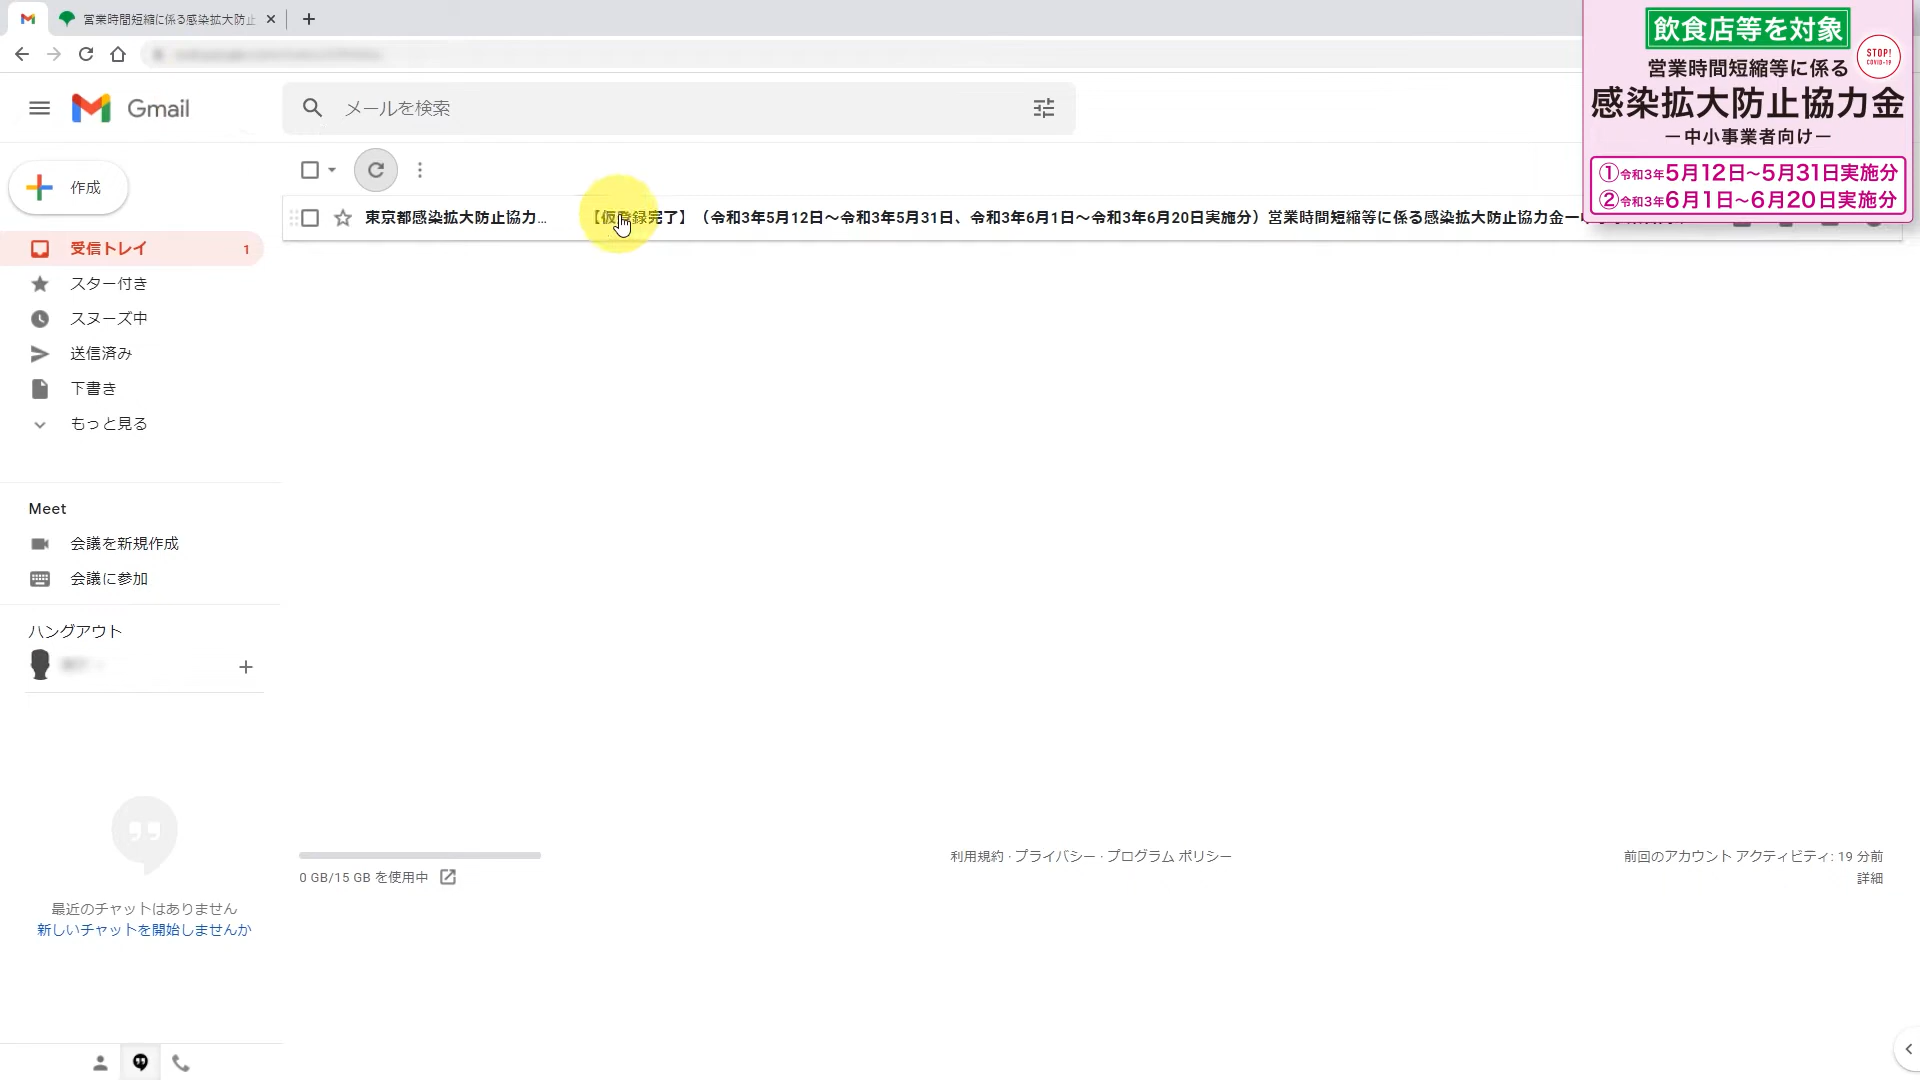 営業時間短縮に係る感染拡大防止
Gmail
メールを検索
作成
受信トレイ 1
スター付き
スヌーズ中
送信済み
下書き
もっと見る
Meet
会議を新規作成
会議に参加
ハングアウト
最近のチャットはありません
新しいチャットを開始しませんか
東京都感染拡大防止協力... 【仮登録完了】（令和3年5月12日～令和3年5月31日、令和3年6月1日～令和3年6月20日実施分）営業時間短縮等に係る感染拡大防止協力金ー
0 GB/15 GB を使用中
利用規約 · プライバシー · プログラム ポリシー
前回のアカウント アクティビティ: 19 分前
詳細
飲食店等を対象
STOP!
COVID-19
営業時間短縮等に係る
感染拡大防止協力金
ー中小事業者向けー
①令和3年5月12日～5月31日実施分
②令和3年6月1日～6月20日実施分